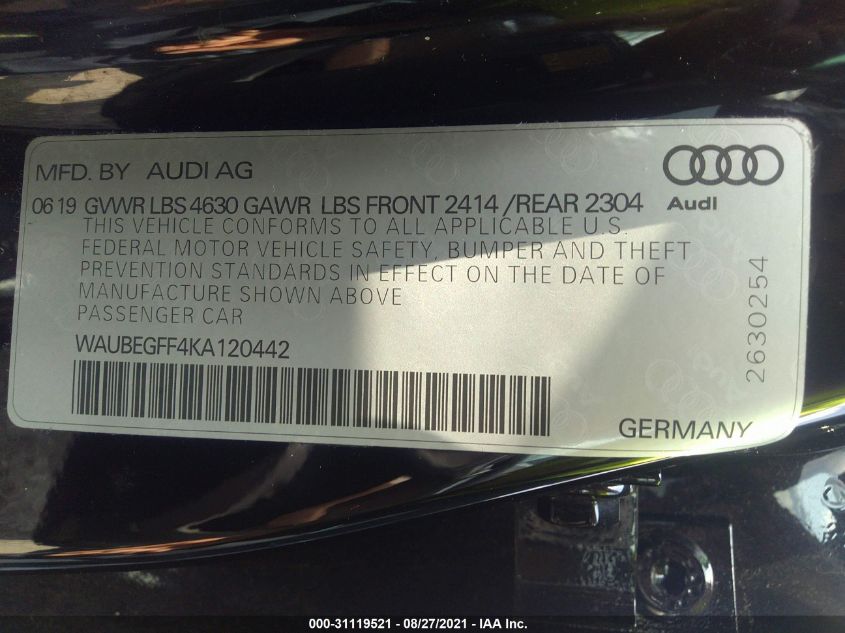 MFD. BY AUDI AG
Audi
06 19 GVWR LBS 4630 GAWR LBS FRONT 2414 /REAR 2304
THIS VEHICLE CONFORMS TO ALL APPLICABLE U.S.
FEDERAL MOTOR VEHICLE SAFETY, BUMPER AND THEFT
PREVENTION STANDARDS IN EFFECT ON THE DATE OF
MANUFACTURE SHOWN ABOVE
PASSENGER CAR
WAUBEGFF4KA120442
2630254
GERMANY
000-31119521 - 08/27/2021 - IAA Inc.